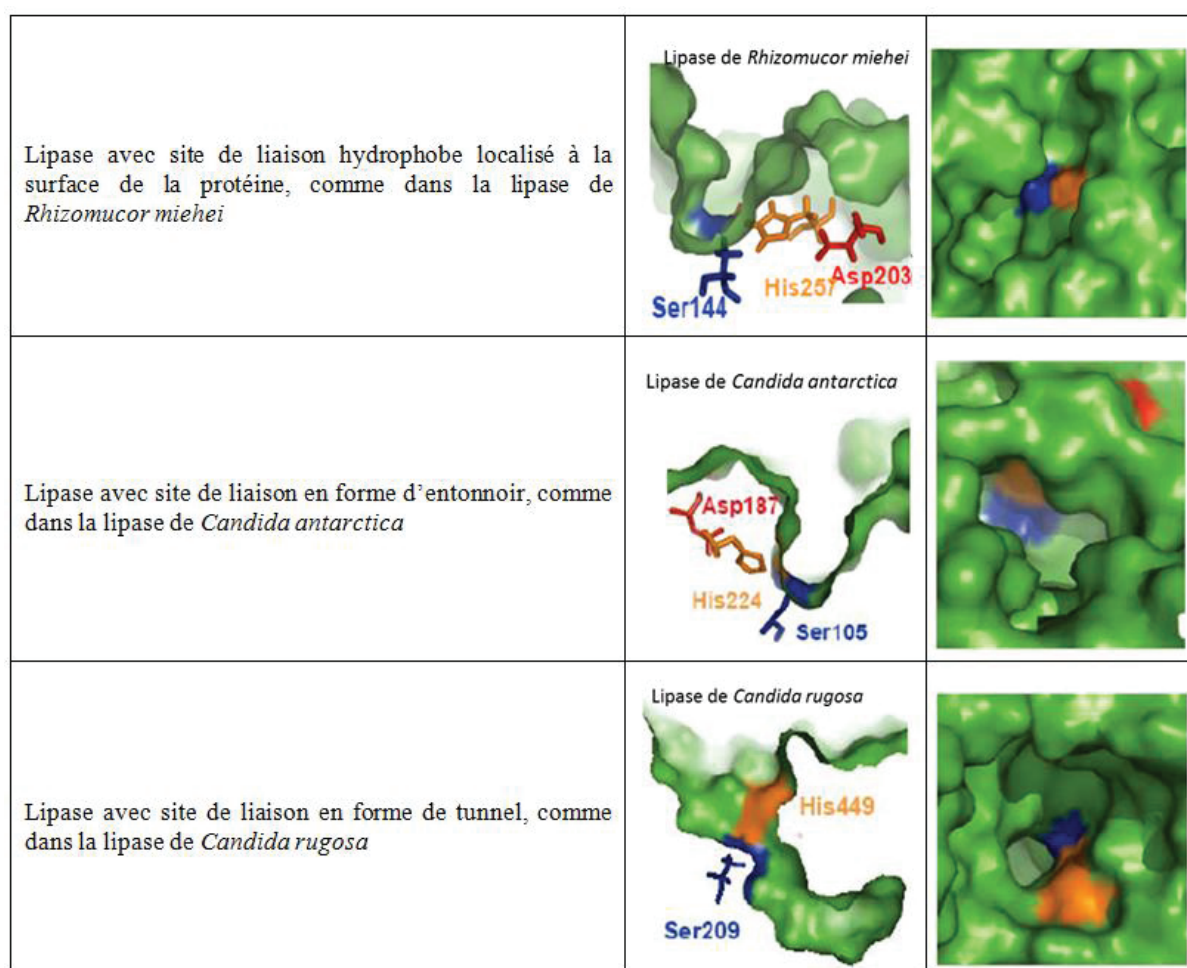 Lipase avec site de liaison hydrophobe localisé à la
surface de la protéine, comme dans la lipase de
Rhizomucor miehei
Lipase de Rhizomucor miehei
Ser144
His257
Asp203
Lipase avec site de liaison en forme d’entonnoir, comme
dans la lipase de Candida antarctica
Lipase de Candida antarctica
Asp187
His224
Ser105
Lipase avec site de liaison en forme de tunnel, comme
dans la lipase de Candida rugosa
Lipase de Candida rugosa
His449
Ser209